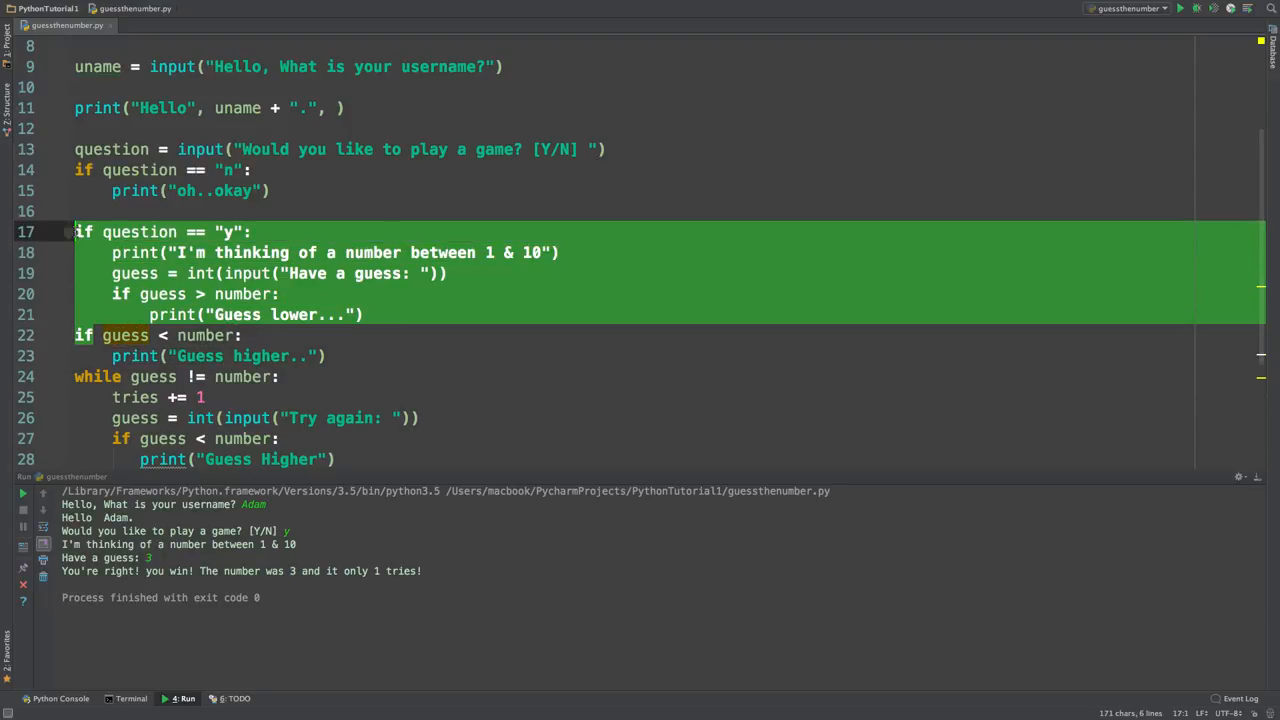 PythonTutorial1 guessthenumber.py guessthenumber
guessthenumber.py
1: Project
Z: Structure
2: Favorites
Database
8
9 uname = input("Hello, What is your username?")
10
11 print("Hello", uname + ".", )
12
13 question = input("Would you like to play a game? [Y/N] ")
14 if question == "n":
15 print("oh..okay")
16
17 if question == "y":
18 print("I'm thinking of a number between 1 & 10")
19 guess = int(input("Have a guess: "))
20 if guess > number:
21 print("Guess lower...")
22 if guess < number:
23 print("Guess higher..")
24 while guess != number:
25 tries += 1
26 guess = int(input("Try again: "))
27 if guess < number:
28 print("Guess Higher")
Run guessthenumber
/Library/Frameworks/Python.framework/Versions/3.5/bin/python3.5 /Users/macbook/PycharmProjects/PythonTutorial1/guessthenumber.py
Hello, What is your username? Adam
Hello  Adam.
Would you like to play a game? [Y/N] y
I'm thinking of a number between 1 & 10
Have a guess: 3
You're right! you win! The number was 3 and it only 1 tries!
Process finished with exit code 0
Python Console Terminal 4: Run 6: TODO Event Log
171 chars, 6 lines 17:1 LF÷ UTF-8÷